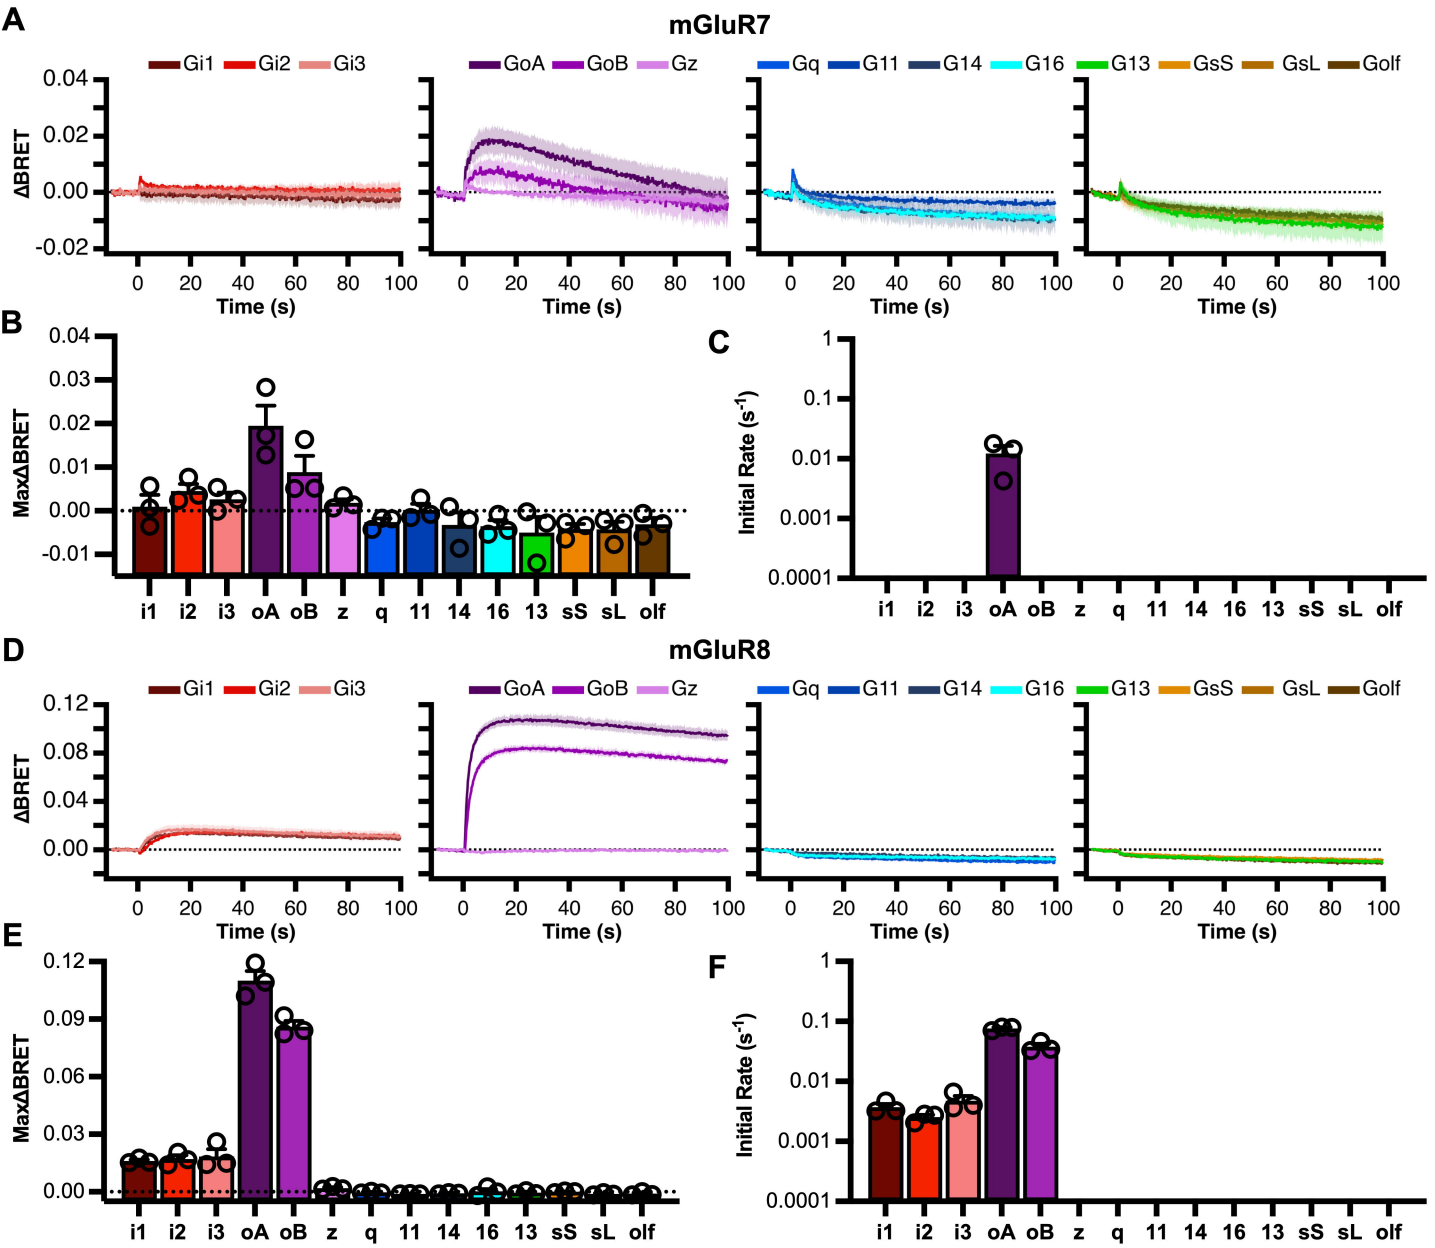 A
mGluR7
Gi1 Gi2 Gi3 GoA GoB Gz Gq G11 G14 G16 G13 GsS GsL Golf
0.04
0.02
0.00
-0.02
ΔBRET
0 20 40 60 80 100 0 20 40 60 80 100 0 20 40 60 80 100 0 20 40 60 80 100
Time (s) Time (s) Time (s) Time (s)
B
0.04
0.03
0.02
0.01
0.00
-0.01
MaxΔBRET
i1 i2 i3 oA oB z q 11 14 16 13 sS sL olf
C
1
0.1
0.01
0.001
0.0001
Initial Rate (s⁻¹)
i1 i2 i3 oA oB z q 11 14 16 13 sS sL olf
D
mGluR8
Gi1 Gi2 Gi3 GoA GoB Gz Gq G11 G14 G16 G13 GsS GsL Golf
0.12
0.08
0.04
0.00
ΔBRET
0 20 40 60 80 100 0 20 40 60 80 100 0 20 40 60 80 100 0 20 40 60 80 100
Time (s) Time (s) Time (s) Time (s)
E
0.12
0.09
0.06
0.03
0.00
MaxΔBRET
i1 i2 i3 oA oB z q 11 14 16 13 sS sL olf
F
1
0.1
0.01
0.001
0.0001
Initial Rate (s⁻¹)
i1 i2 i3 oA oB z q 11 14 16 13 sS sL olf